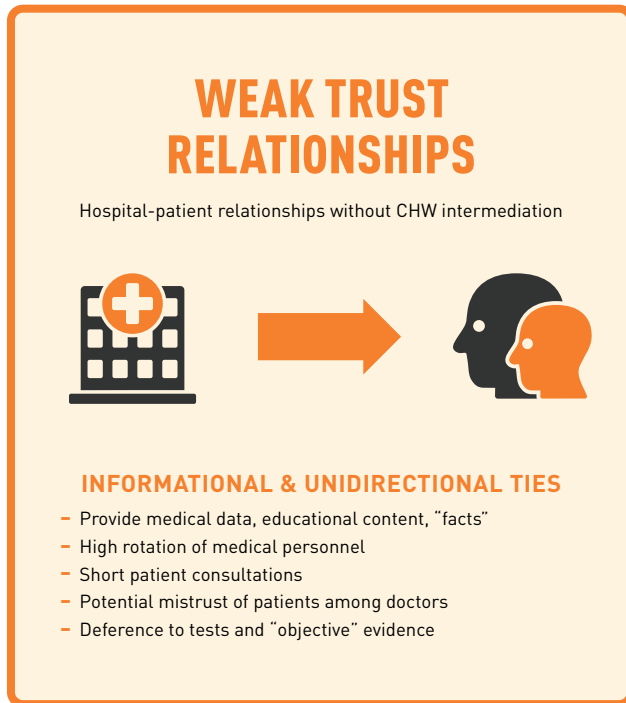 WEAK TRUST
RELATIONSHIPS
Hospital-patient relationships without CHW intermediation
INFORMATIONAL & UNIDIRECTIONAL TIES
– Provide medical data, educational content, “facts”
– High rotation of medical personnel
– Short patient consultations
– Potential mistrust of patients among doctors
– Deference to tests and “objective” evidence